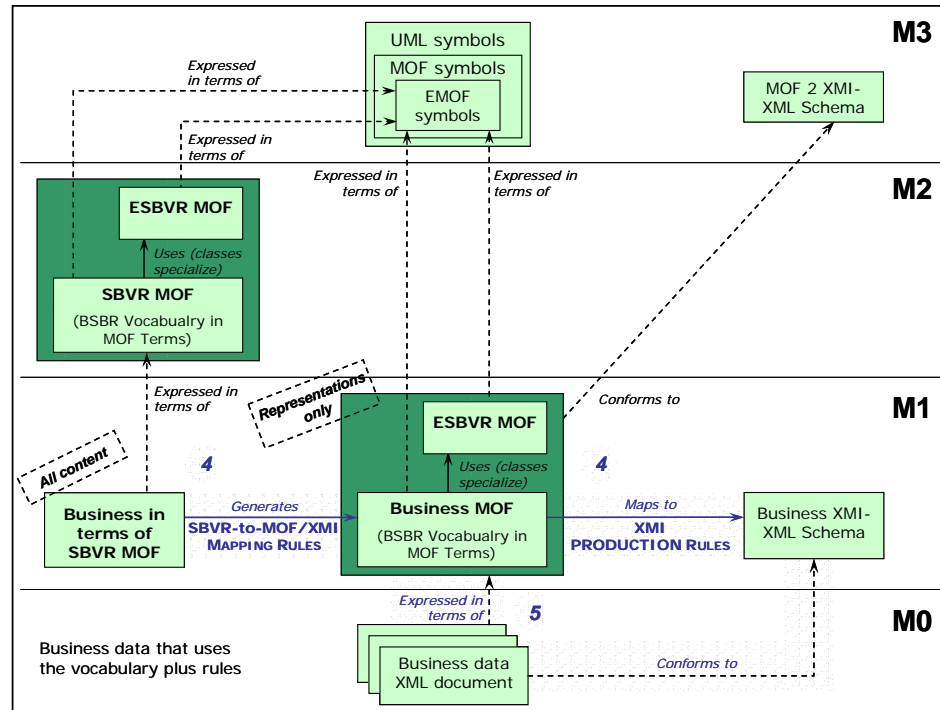 M3
UML symbols
MOF symbols
EMOF
symbols
Expressed
in terms of
MOF 2 XMI-
XML Schema
Expressed in
terms of
Expressed in
terms of
Expressed in
terms of
M2
ESBVR MOF
Uses (classes
specialize)
SBVR MOF
(BSBR Vocabualry in
MOF Terms)
Expressed in
terms of
Representations
only
Conforms to
M1
ESBVR MOF
All content
4
Uses (classes
specialize)
4
Business in
terms of
SBVR MOF
Generates
SBVR-TO-MOF/XMI
MAPPING RULES
Business MOF
(BSBR Vocabualry in
MOF Terms)
Maps to
XMI
PRODUCTION RULES
Business XMI-
XML Schema
Expressed in
terms of
5
M0
Business data that uses
the vocabulary plus rules
Business data
XML document
Conforms to